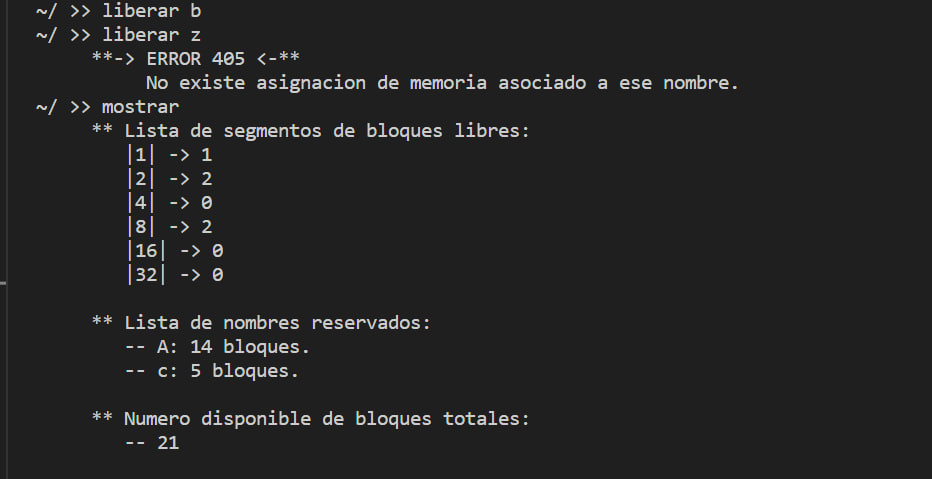 ~/ >> liberar b
~/ >> liberar z
**-> ERROR 405 <-**
No existe asignacion de memoria asociado a ese nombre.
~/ >> mostrar
** Lista de segmentos de bloques libres:
|1| -> 1
|2| -> 2
|4| -> 0
|8| -> 2
|16| -> 0
|32| -> 0
** Lista de nombres reservados:
-- A: 14 bloques.
-- c: 5 bloques.
** Numero disponible de bloques totales:
-- 21